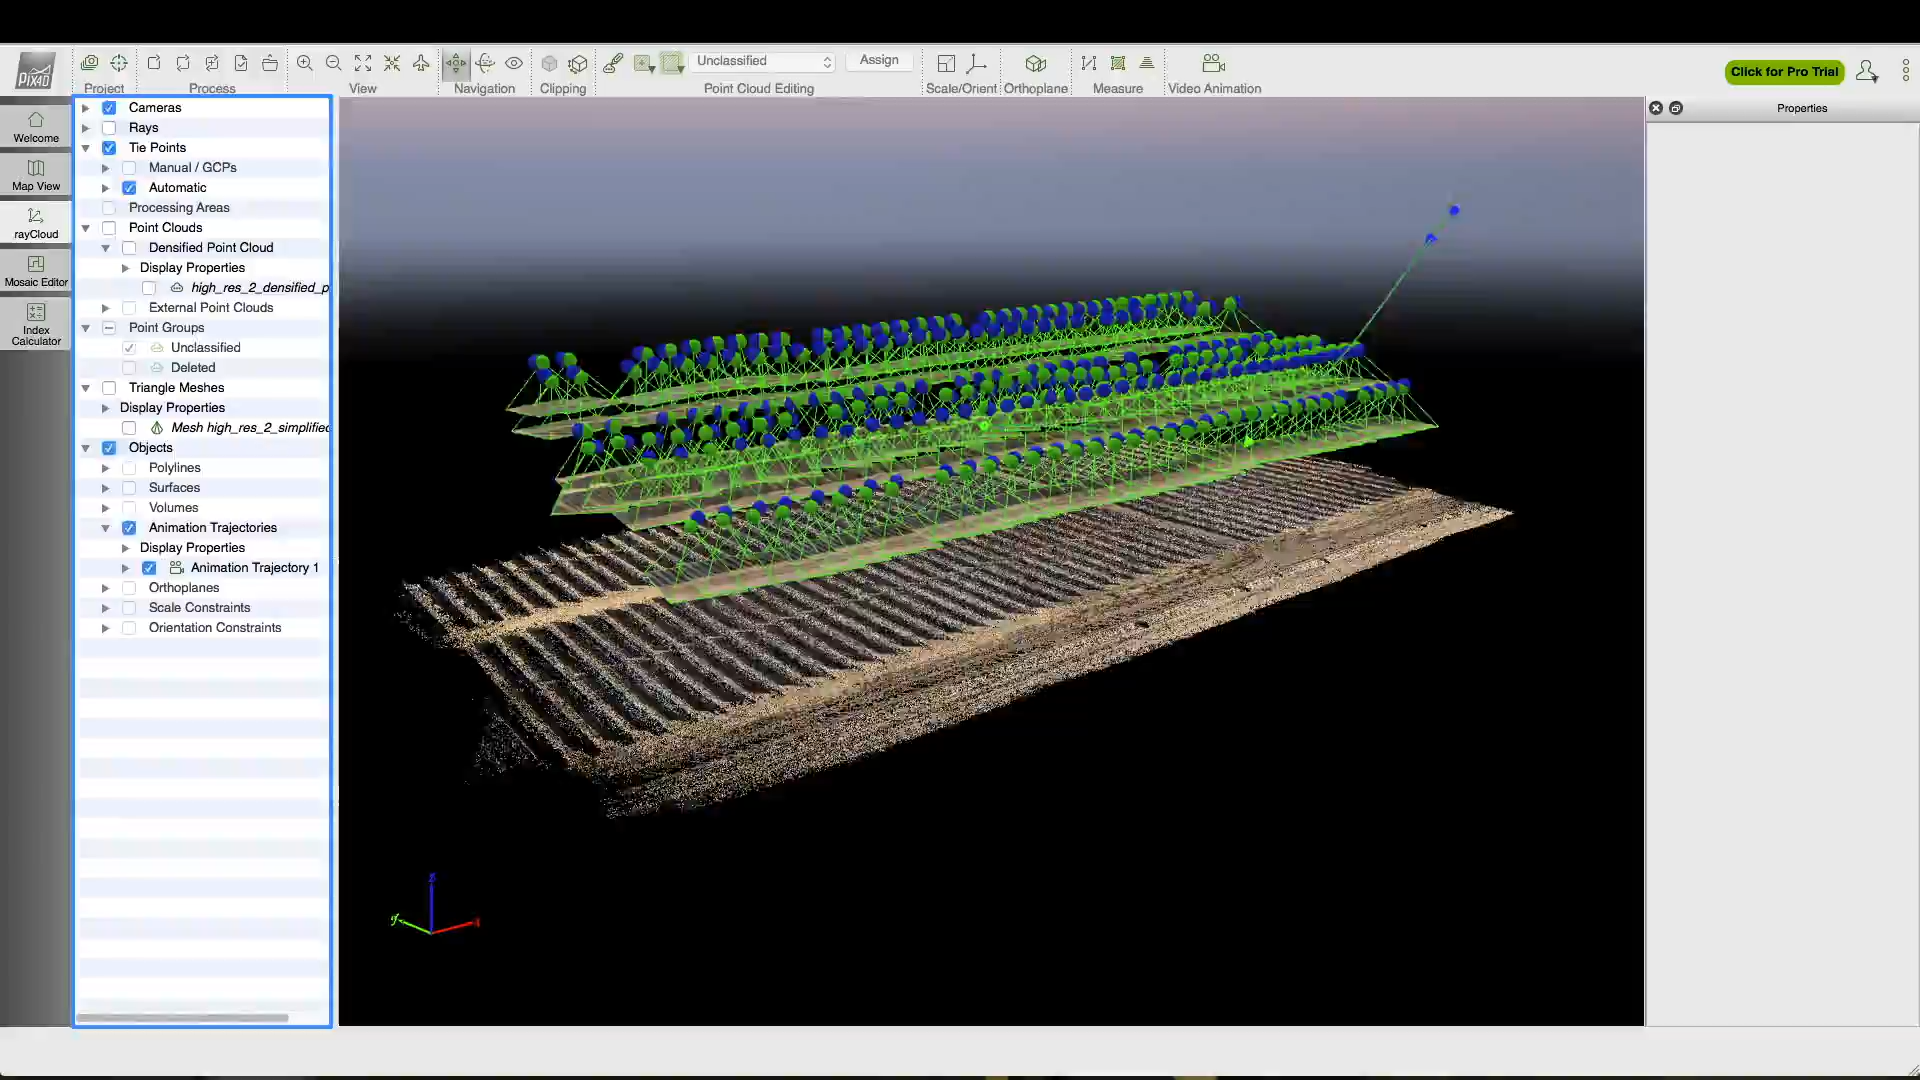 PIX4D
Project
Process
View
Navigation
Clipping
Unclassified
Assign
Point Cloud Editing
Scale/Orient
Orthoplane
Measure
Video Animation
Click for Pro Trial
Welcome
Map View
rayCloud
Mosaic Editor
Index
Calculator
Cameras
Rays
Tie Points
Manual / GCPs
Automatic
Processing Areas
Point Clouds
Densified Point Cloud
Display Properties
high_res_2_densified_p
External Point Clouds
Point Groups
Unclassified
Deleted
Triangle Meshes
Display Properties
Mesh high_res_2_simplified
Objects
Polylines
Surfaces
Volumes
Animation Trajectories
Display Properties
Animation Trajectory 1
Orthoplanes
Scale Constraints
Orientation Constraints
Properties
z
y
x